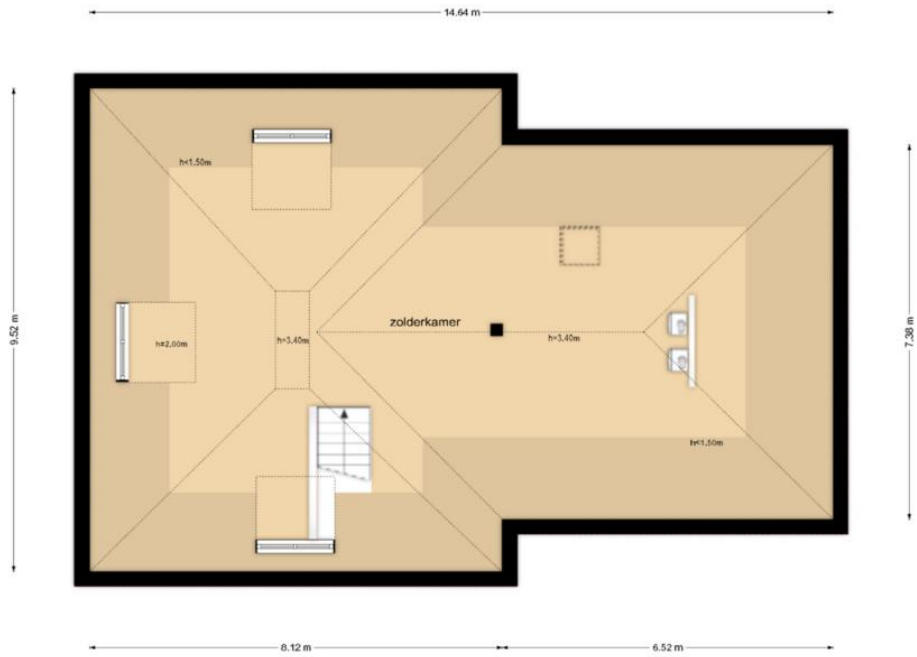 14.64 m
h<1.50m
9.52 m
zolderkamer
7.38 m
h=3.40m
h=3.40m
h=2.00m
h<1.50m
8.12 m
6.52 m